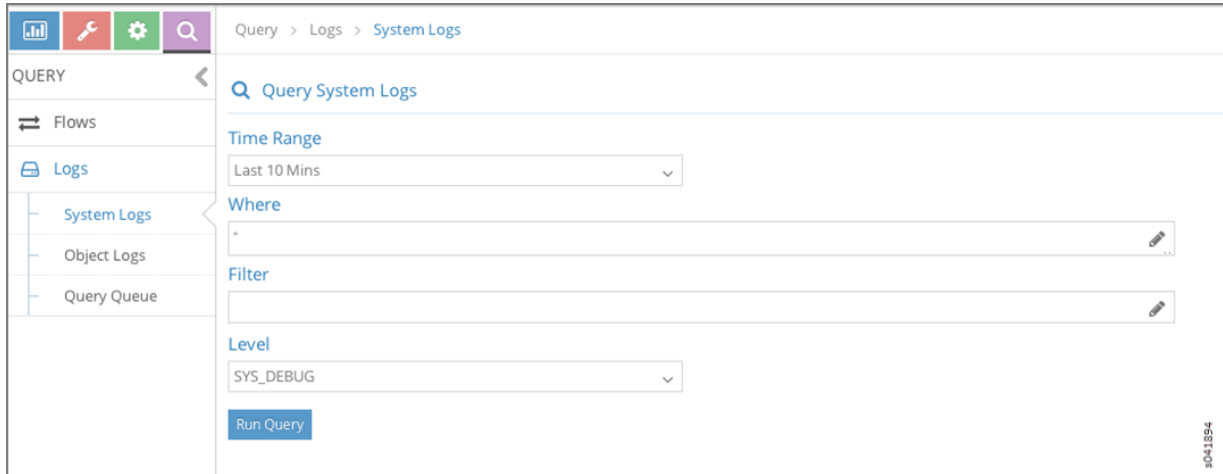 Query > Logs > System Logs
QUERY
Flows
Logs
System Logs
Object Logs
Query Queue
Query System Logs
Time Range
Last 10 Mins
Where
*
Filter
Level
SYS_DEBUG
Run Query
s041894